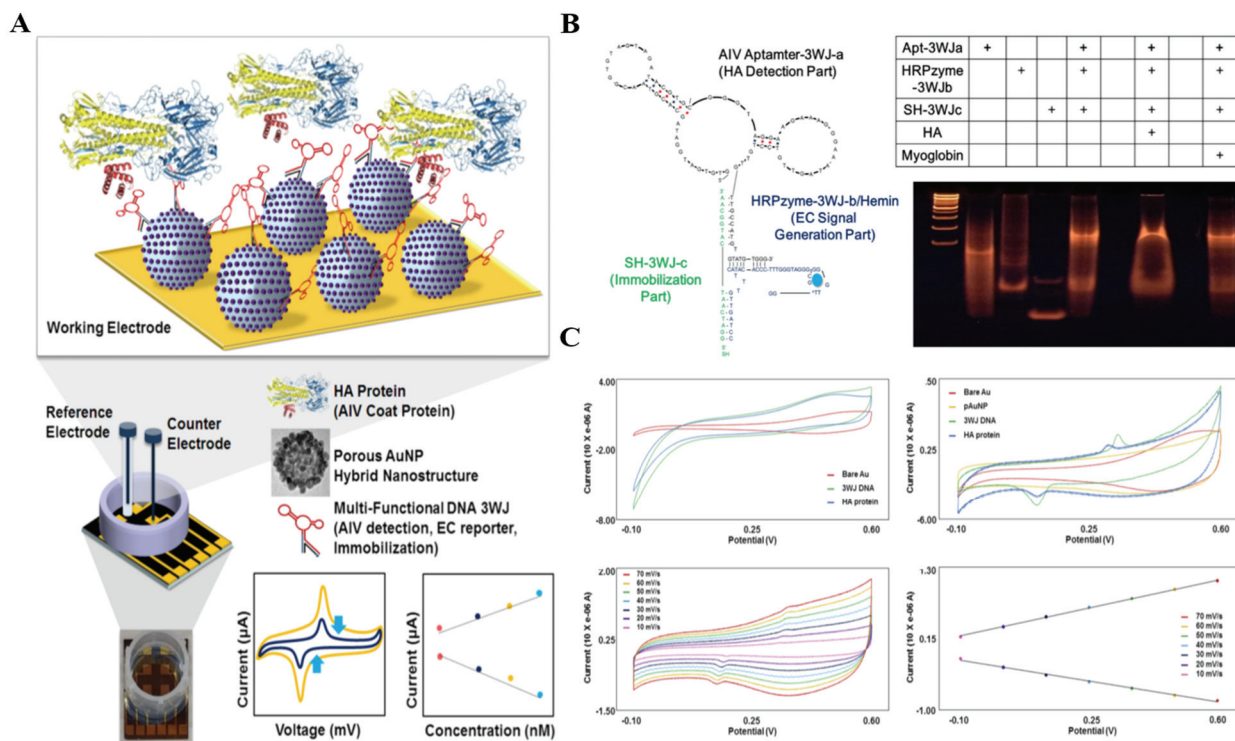 A
Working Electrode
Reference
Electrode
Counter
Electrode
HA Protein
(AIV Coat Protein)
Porous AuNP
Hybrid Nanostructure
Multi-Functional DNA 3WJ
(AIV detection, EC reporter,
Immobilization)
Current (μA)
Voltage (mV)
Current (μA)
Concentration (nM)
B
AIV Aptamter-3WJ-a
(HA Detection Part)
HRPzyme-3WJ-b/Hemin
(EC Signal
Generation Part)
SH-3WJ-c
(Immobilization
Part)
GTATG TGGG-3'
CATAC ACCC-TTTGGGTAGGG
GG
SH
Apt-3WJa + + + +
HRPzyme
-3WJb + + + +
SH-3WJc + + + +
HA +
Myoglobin +
C
4.00
-8.00
Current (10 X e-06 A)
-0.10 0.25 0.60
Potential (V)
Bare Au
3WJ DNA
HA protein
.50
0.25
-6.00
Current (10 X e-06 A)
-0.10 0.25 0.60
Potential (V)
Bare Au
pAuNP
3WJ DNA
HA protein
2.00
0.25
-1.50
Current (10 X e-06 A)
-0.10 0.25 0.60
Potential(V)
70 mV/s
60 mV/s
50 mV/s
40 mV/s
30 mV/s
20 mV/s
10 mV/s
1.30
0.15
-1.00
Current (10 X e-06 A)
-0.10 0.25 0.60
Potential (V)
70 mV/s
60 mV/s
50 mV/s
40 mV/s
30 mV/s
20 mV/s
10 mV/s